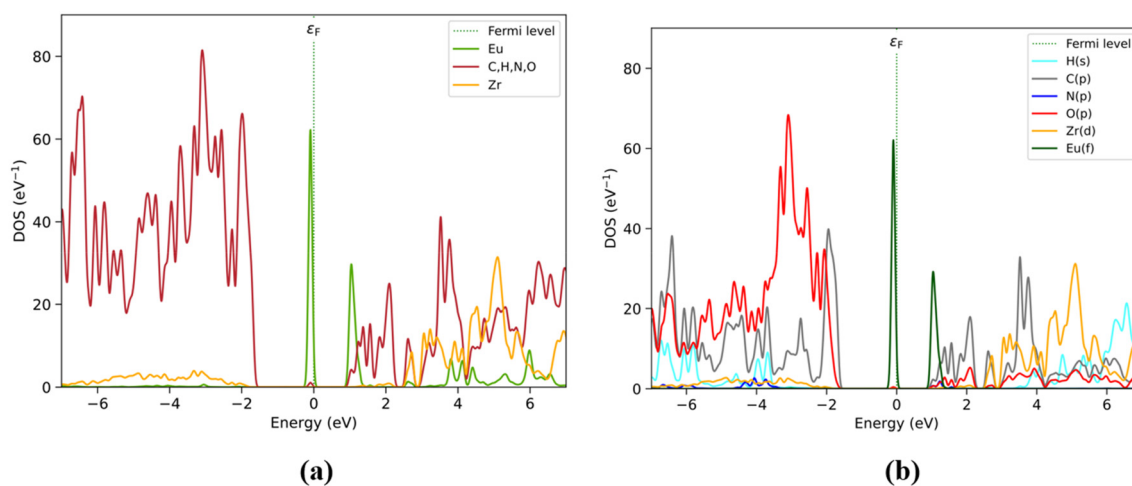 ε_F
Fermi level
Eu
C,H,N,O
Zr
80
60
40
20
0
DOS (eV⁻¹)
−6
−4
−2
0
2
4
6
Energy (eV)
(a)
ε_F
Fermi level
H(s)
C(p)
N(p)
O(p)
Zr(d)
Eu(f)
80
60
40
20
0
DOS (eV⁻¹)
−6
−4
−2
0
2
4
6
Energy (eV)
(b)